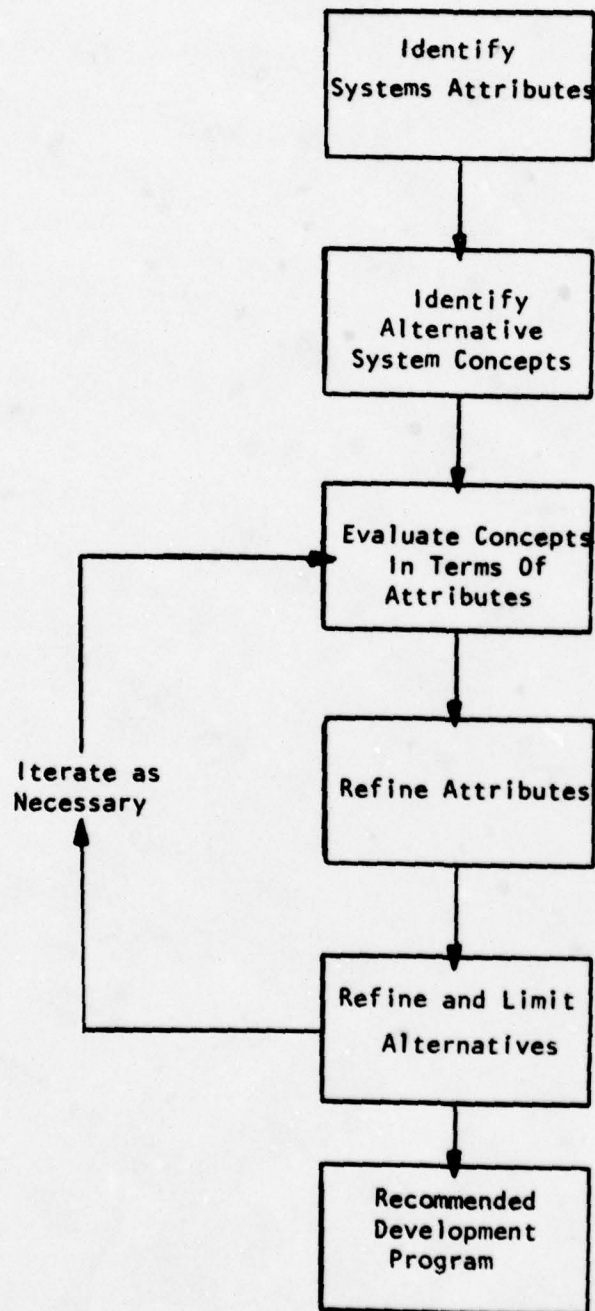 Identify
Systems Attributes
Identify
Alternative
System Concepts
Evaluate Concepts
In Terms Of
Attributes
Refine Attributes
Iterate as
Necessary
Refine and Limit
Alternatives
Recommended
Development
Program